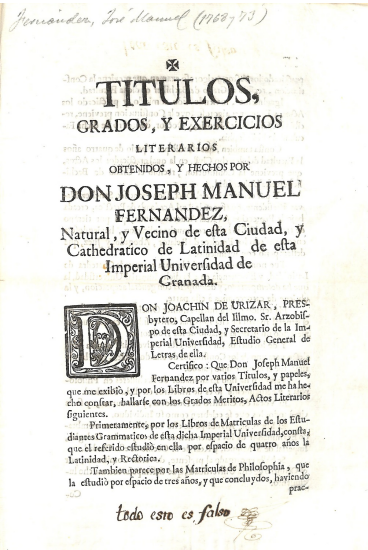 Fernández, José Manuel (1768 y 73)
✠
TITULOS,
GRADOS, Y EXERCICIOS
LITERARIOS
OBTENIDOS, Y HECHOS POR
DON JOSEPH MANUEL
FERNANDEZ,
Natural, y Vecino de esta Ciudad, y
Cathedratico de Latinidad de esta
Imperial Universidad de
Granada.
DON JOACHIN DE URIZAR, PRES-
bytero, Capellan del Illmo. Sr. Arzobis-
po de esta Ciudad, y Secretario de la Im-
perial Universidad, Estudio General de
Letras de ella.
Certifico: Que Don Joseph Manuel
Fernandez por varios Titulos, y papeles,
que me exibiò, y por los Libros de esta Universidad me ha he-
cho constar, hallarse con los Grados Meritos, Actos Literarios
siguientes.
Primeramente, por los Libros de Matriculas de los Estu-
diantes Grammaticos de esta dicha Imperial Universidad, consta,
que el referido estudiò en ella por espacio de quatro años la
Latinidad, y Rectorica.
Tambien parece por las Matriculas de Philosophia, que
la estudiò por espacio de tres años, y que concluydos, haviendo
prac-
todo esto es falso